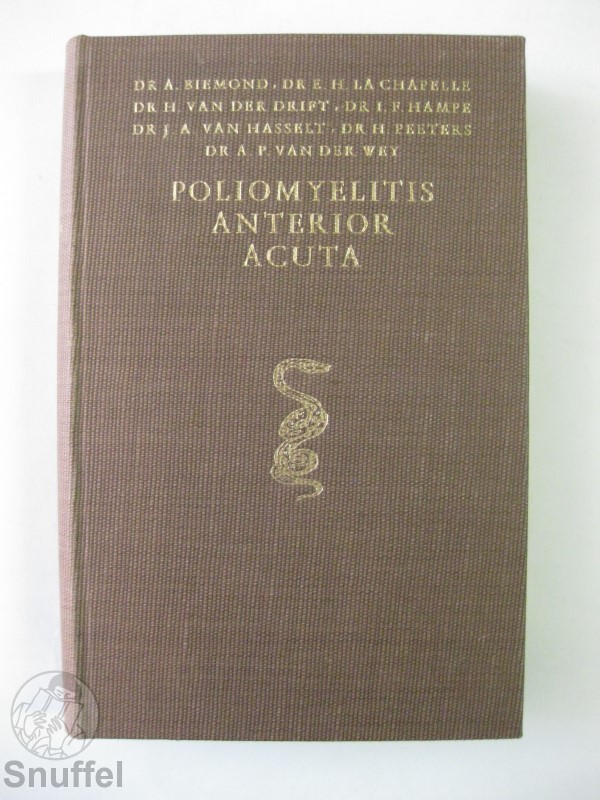 DR A. BIEMOND · DR E. H. LA CHAPELLE
DR H. VAN DER DRIFT · DR I. F. HAMPE
DR J. A. VAN HASSELT · DR H. PEETERS
DR A. P. VAN DER WEY
POLIOMYELITIS
ANTERIOR
ACUTA
Snuffel